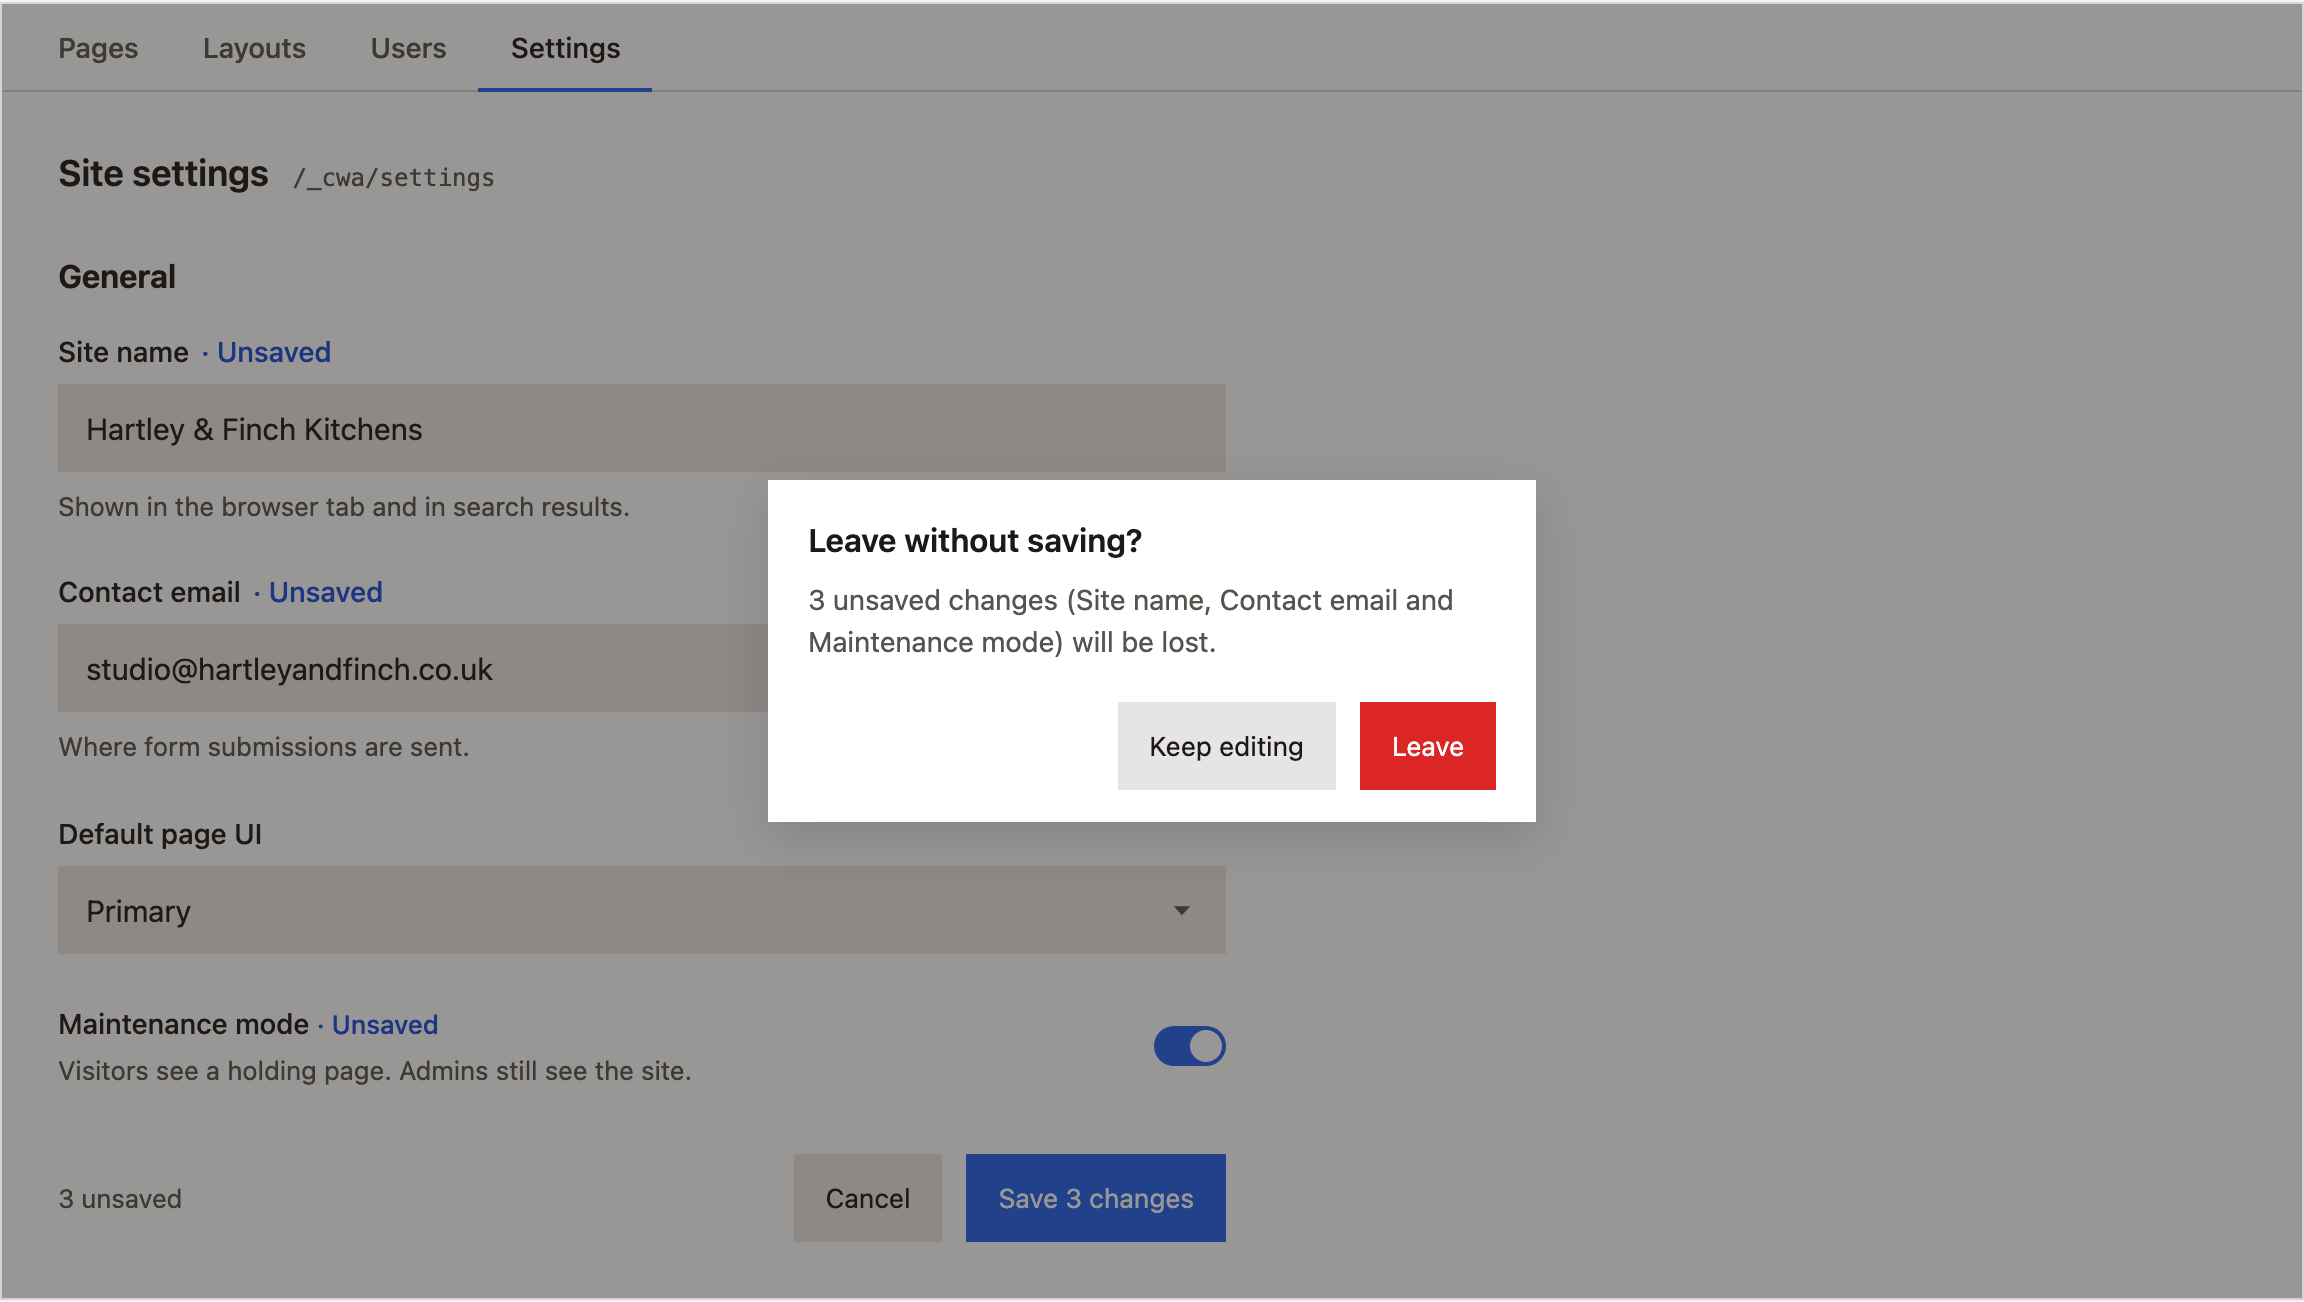 Pages Layouts Users Settings
Site settings /_cwa/settings
General
Site name · Unsaved
Hartley & Finch Kitchens
Shown in the browser tab and in search results.
Contact email · Unsaved
studio@hartleyandfinch.co.uk
Where form submissions are sent.
Default page UI
Primary
Maintenance mode · Unsaved
Visitors see a holding page. Admins still see the site.
3 unsaved
Cancel
Save 3 changes
Leave without saving?
3 unsaved changes (Site name, Contact email and
Maintenance mode) will be lost.
Keep editing
Leave